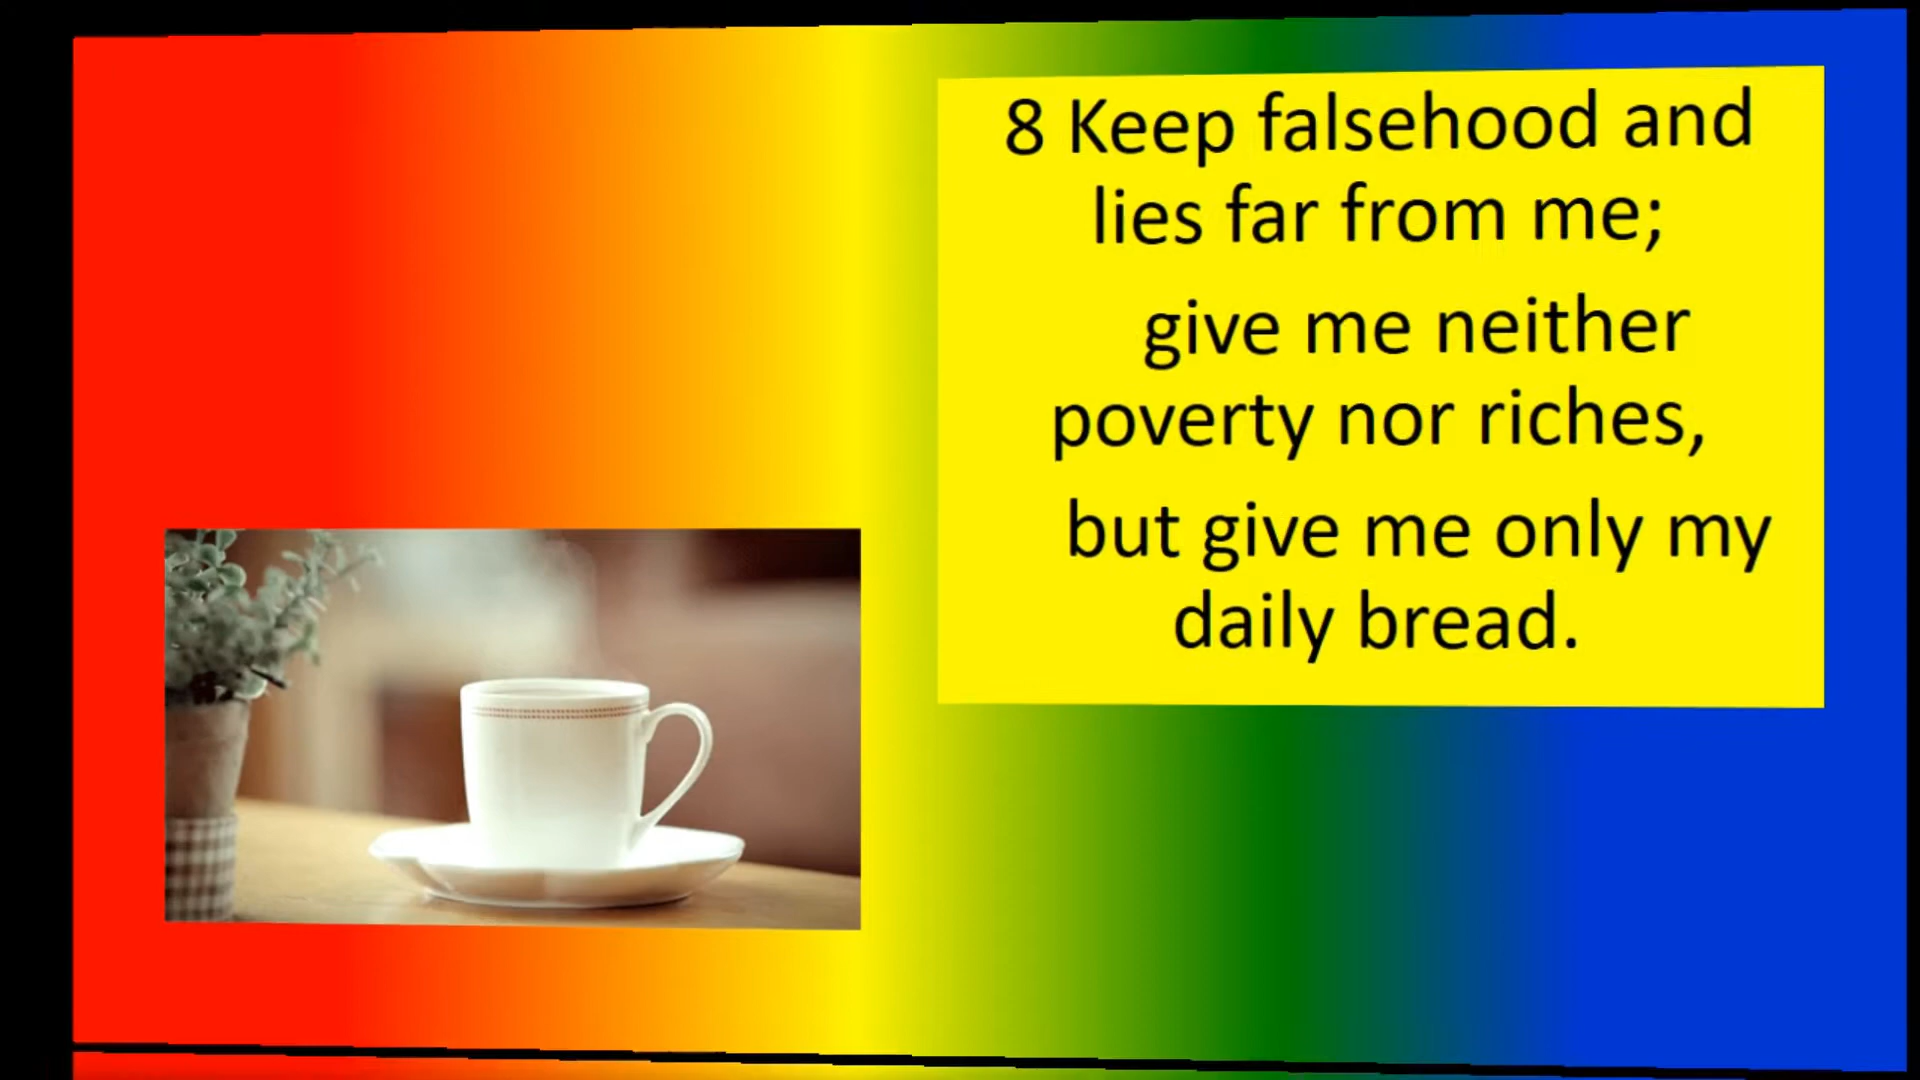 8 Keep falsehood and
lies far from me;
give me neither
poverty nor riches,
but give me only my
daily bread.